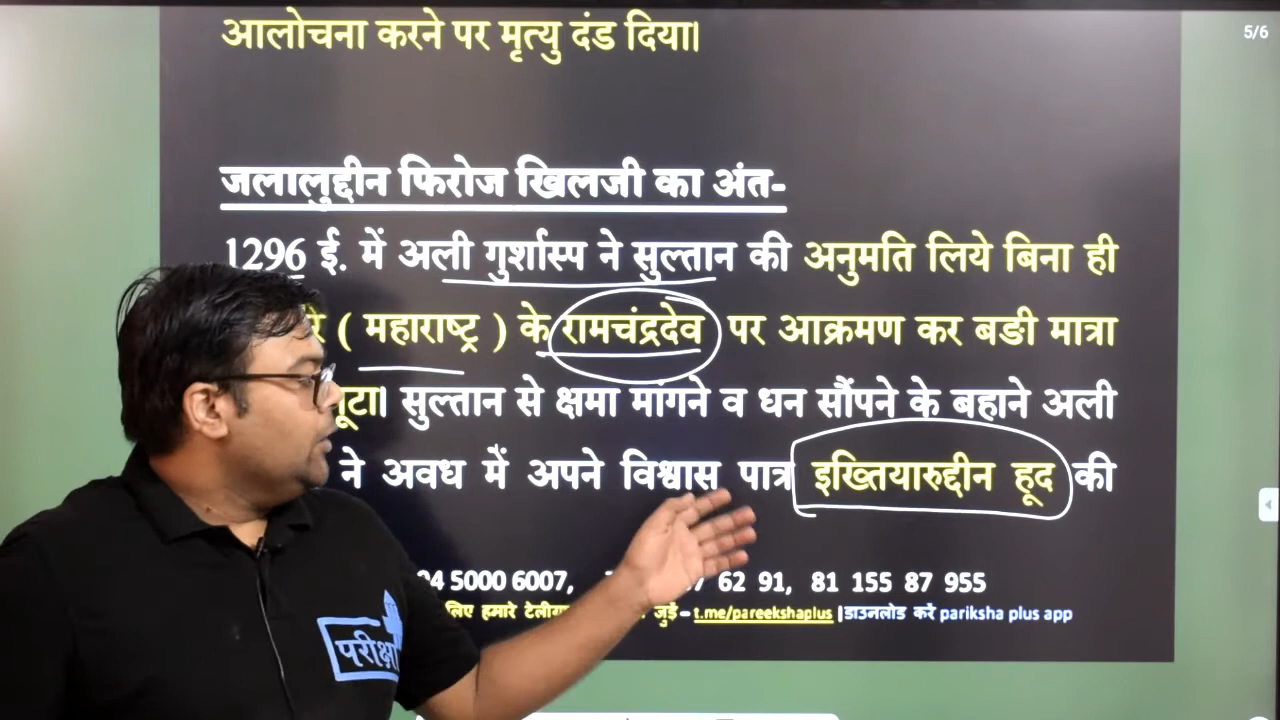 5/6
आलोचना करने पर मृत्यु दंड दिया।
जलालुद्दीन फिरोज खिलजी का अंत-
1296 ई. में अली गुर्शास्प ने सुल्तान की अनुमति लिये बिना ही
( महाराष्ट्र ) के रामचंद्रदेव पर आक्रमण कर बङी मात्रा
सुल्तान से क्षमा मांगने व धन सौंपने के बहाने अली
ने अवध में अपने विश्वास पात्र इख्तियारुद्दीन हूद की
5000 6007, 62 91, 81 155 87 955
लिए हमारे जुड़ें – t.me/pareekshaplus |डाउनलोड करें pariksha plus app
परीक्षा